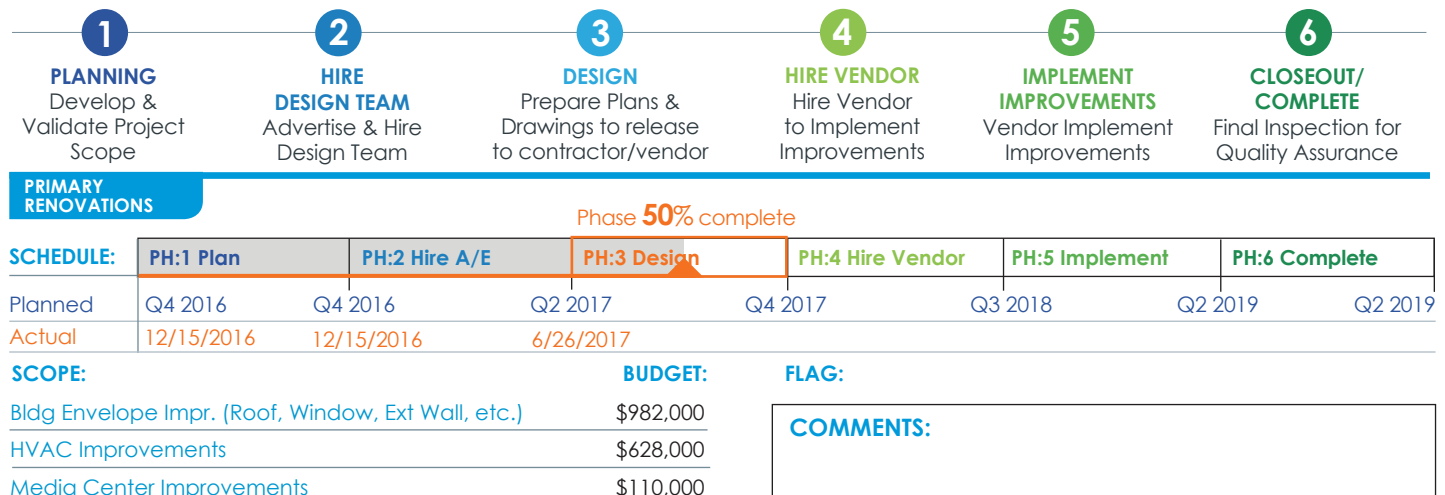 1 2 3 4 5 6
PLANNING
Develop &
Validate Project
Scope
HIRE
DESIGN TEAM
Advertise & Hire
Design Team
DESIGN
Prepare Plans &
Drawings to release
to contractor/vendor
HIRE VENDOR
Hire Vendor
to Implement
Improvements
IMPLEMENT
IMPROVEMENTS
Vendor Implement
Improvements
CLOSEOUT/
COMPLETE
Final Inspection for
Quality Assurance
PRIMARY
RENOVATIONS
Phase 50% complete
SCHEDULE: PH:1 Plan PH:2 Hire A/E PH:3 Design PH:4 Hire Vendor PH:5 Implement PH:6 Complete
Planned Q4 2016 Q4 2016 Q2 2017 Q4 2017 Q3 2018 Q2 2019 Q2 2019
Actual 12/15/2016 12/15/2016 6/26/2017
SCOPE: BUDGET: FLAG:
Bldg Envelope Impr. (Roof, Window, Ext Wall, etc.) $982,000
HVAC Improvements $628,000
Media Center Improvements $110,000
COMMENTS: